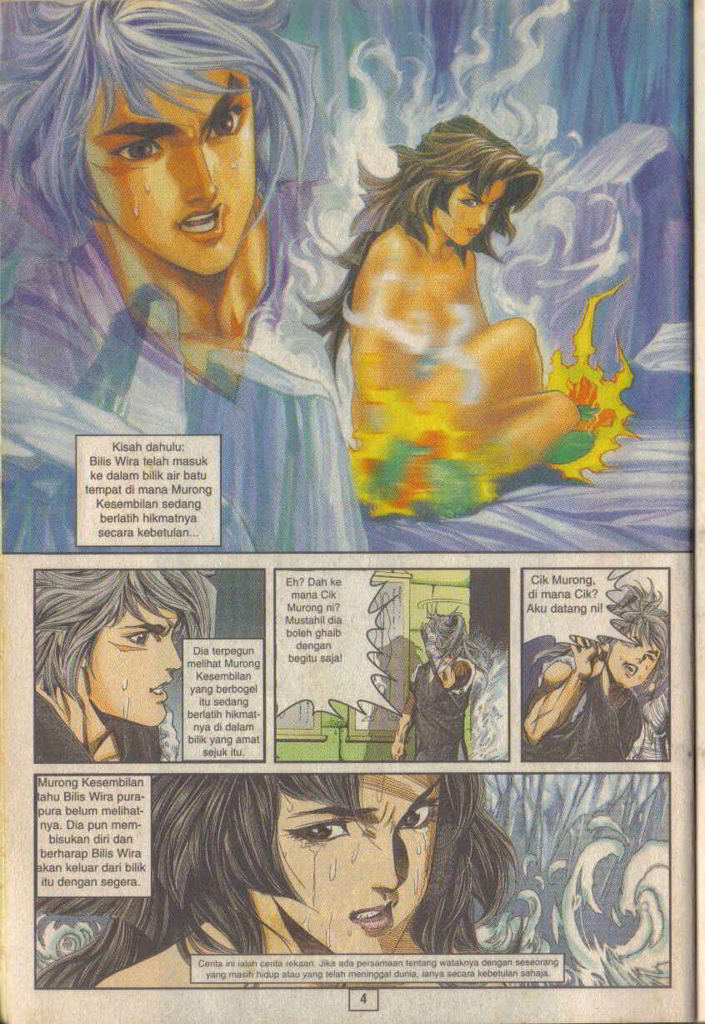 Kisah dahulu:
Bilis Wira telah masuk
ke dalam bilik air batu
tempat di mana Murong
Kesembilan sedang
berlatih hikmatnya
secara kebetulan...
Dia terpegun
melihat Murong
Kesembilan
yang berbogel
itu sedang
berlatih hikmat-
nya di dalam
bilik yang amat
sejuk itu.
Eh? Dah ke
mana Cik
Murong ni?
Mustahil dia
boleh ghaib
dengan
begitu saja!
Cik Murong,
di mana Cik?
Aku datang ni!
Murong Kesembilan
tahu Bilis Wira pura-
pura belum melihat-
nya. Dia pun mem-
bisukan diri dan
berharap Bilis Wira
akan keluar dari bilik
itu dengan segera.
Cerita ini ialah cerita rekaan. Jika ada persamaan tentang wataknya dengan seseorang
yang masih hidup atau yang telah meninggal dunia, ianya secara kebetulan sahaja.
4